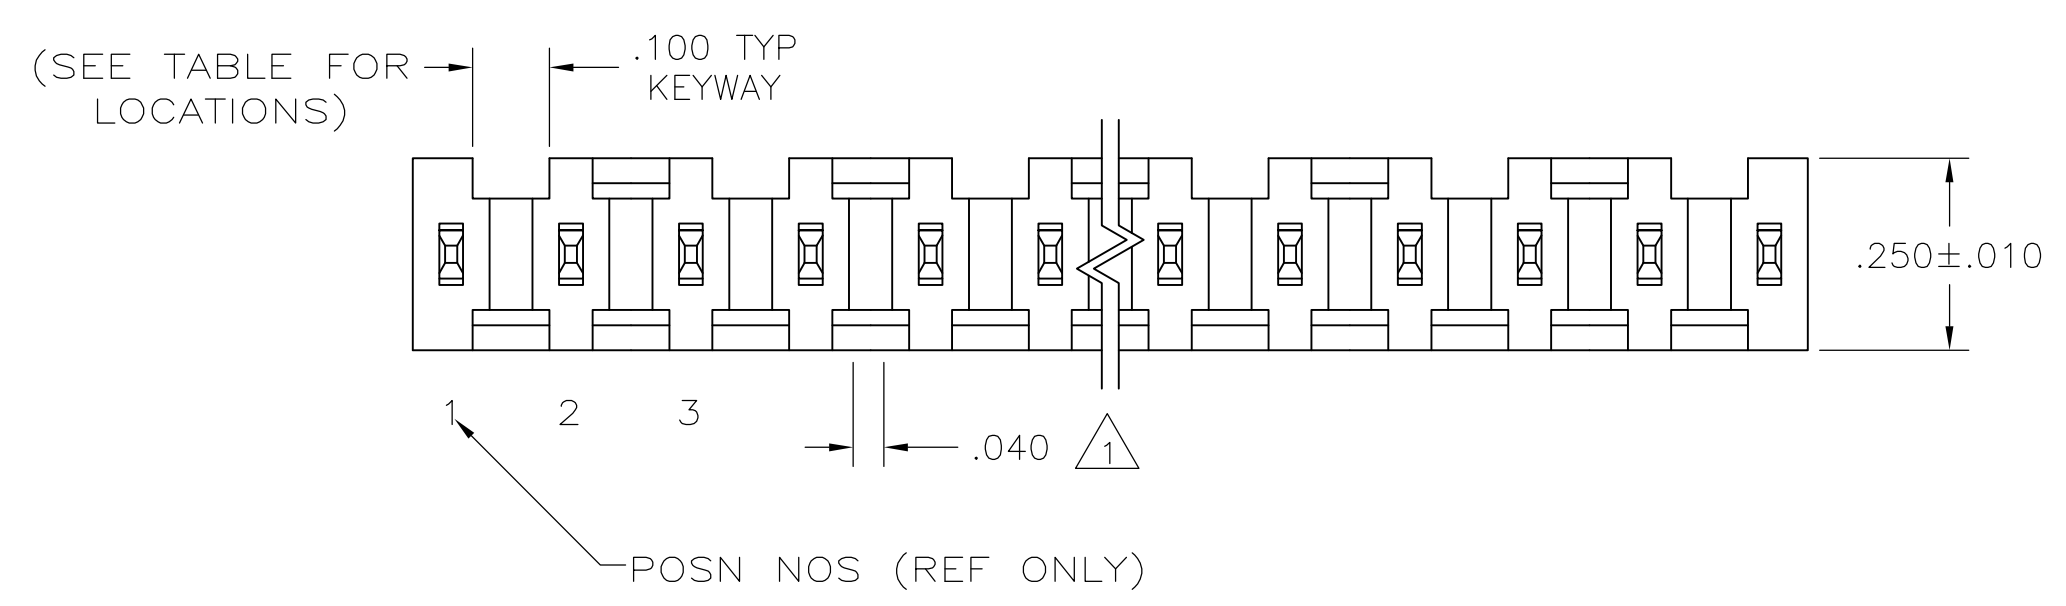 (SEE TABLE FOR
LOCATIONS)
.100 TYP
KEYWAY
.250±.010
1 2 3
.040 1
POSN NOS (REF ONLY)